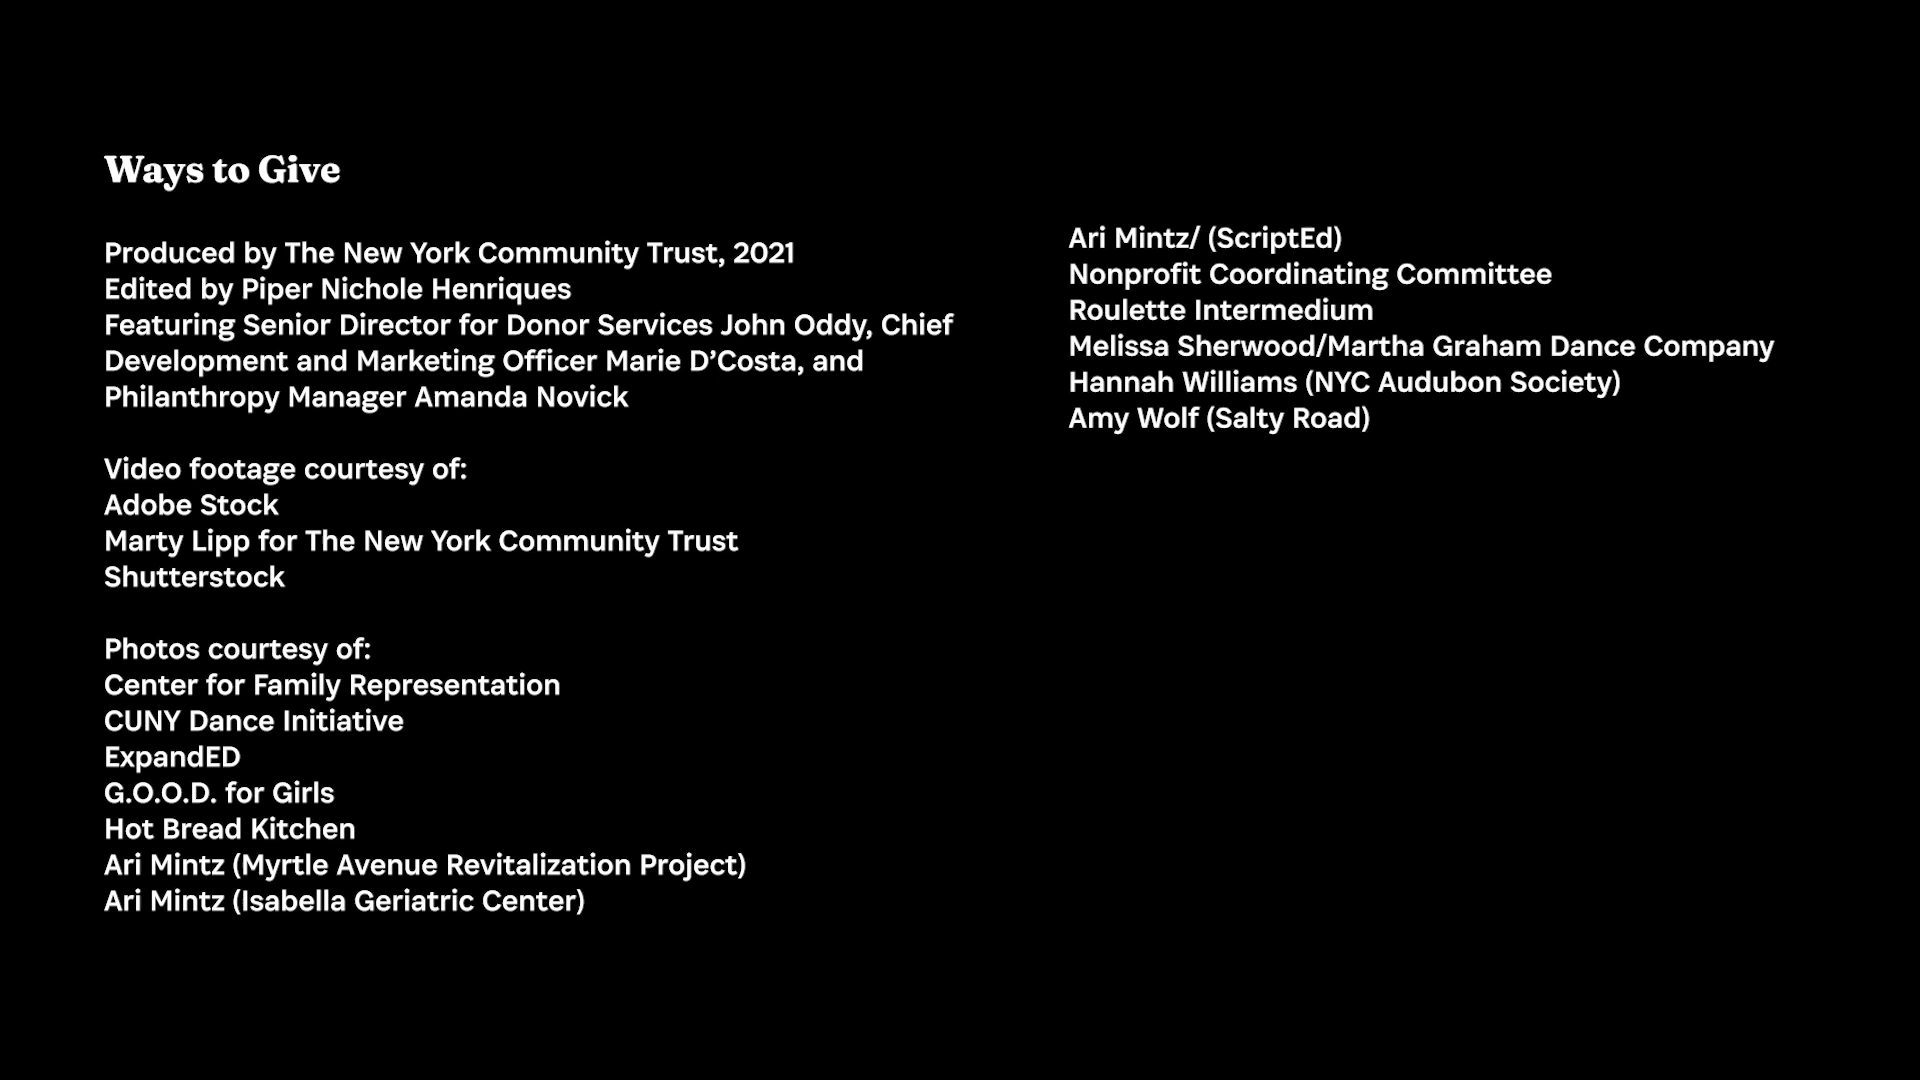 Ways to Give
Produced by The New York Community Trust, 2021
Edited by Piper Nichole Henriques
Featuring Senior Director for Donor Services John Oddy, Chief
Development and Marketing Officer Marie D’Costa, and
Philanthropy Manager Amanda Novick
Video footage courtesy of:
Adobe Stock
Marty Lipp for The New York Community Trust
Shutterstock
Photos courtesy of:
Center for Family Representation
CUNY Dance Initiative
ExpandED
G.O.O.D. for Girls
Hot Bread Kitchen
Ari Mintz (Myrtle Avenue Revitalization Project)
Ari Mintz (Isabella Geriatric Center)
Ari Mintz/ (ScriptEd)
Nonprofit Coordinating Committee
Roulette Intermedium
Melissa Sherwood/Martha Graham Dance Company
Hannah Williams (NYC Audubon Society)
Amy Wolf (Salty Road)